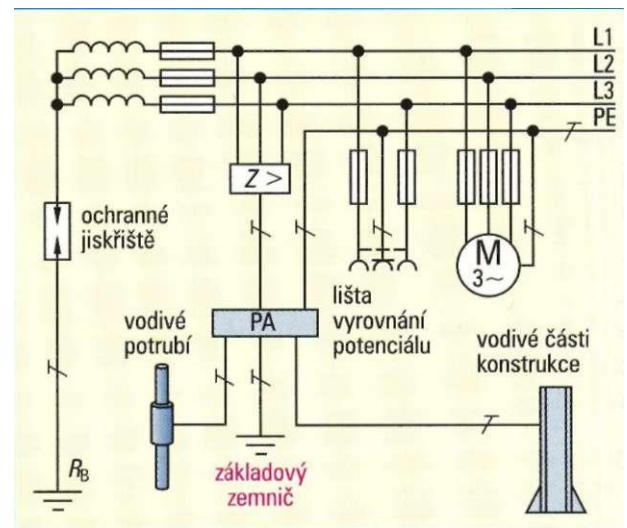 L1
L2
L3
PE
Z >
ochranné
jiskřiště
M
3~
lišta
vyrovnání
potenciálu
vodivé
potrubí
PA
vodivé části
konstrukce
základový
zemnič
RB